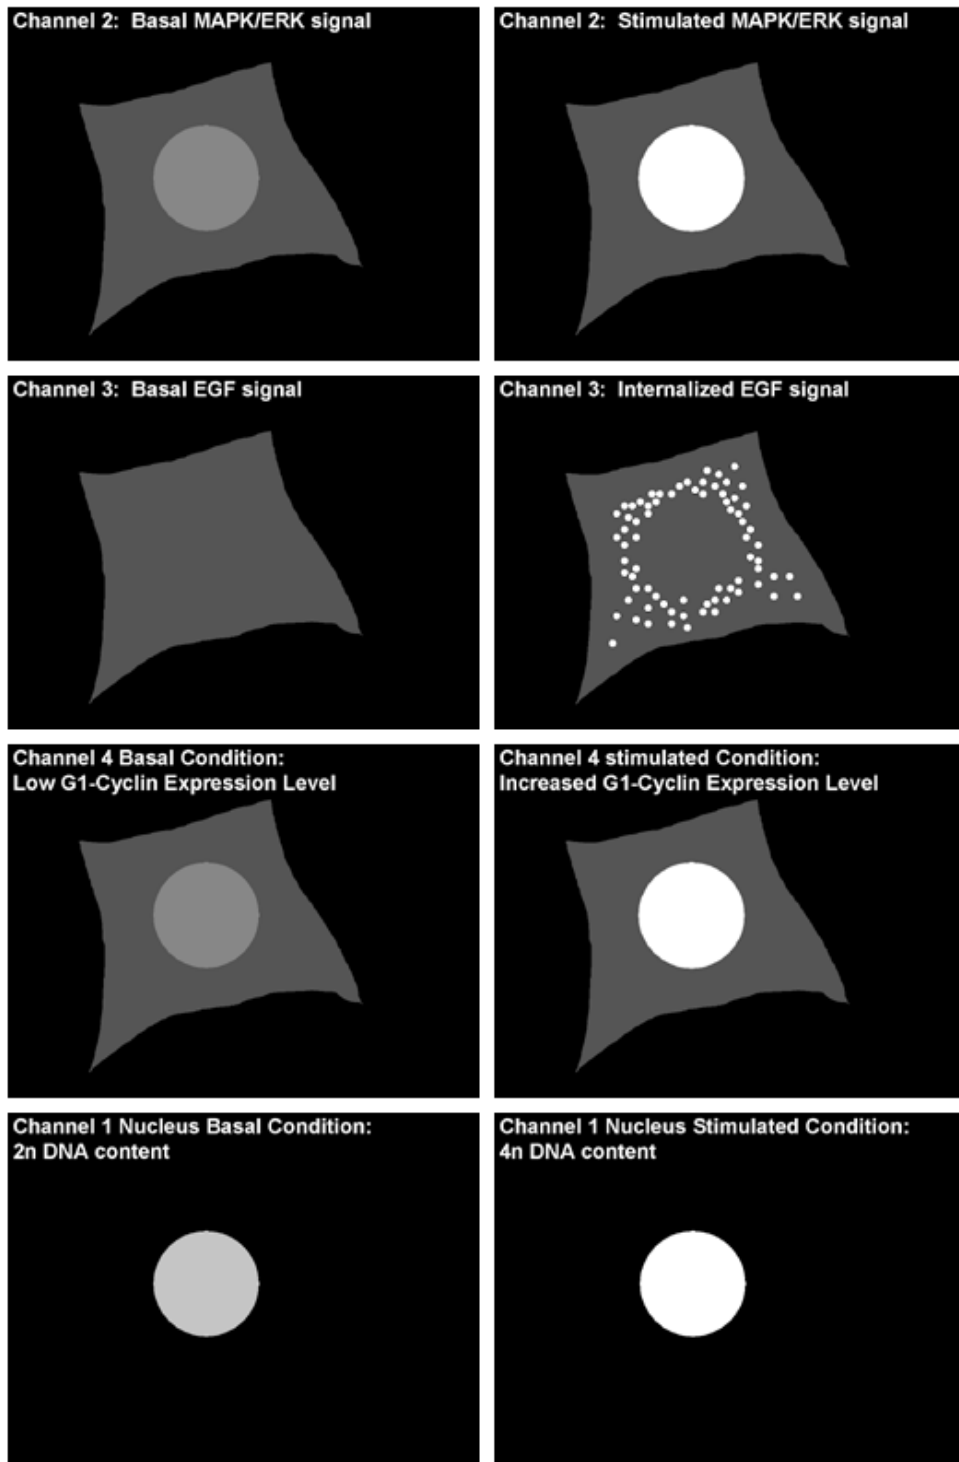 Channel 2:  Basal MAPK/ERK signal
Channel 2:  Stimulated MAPK/ERK signal
Channel 3:  Basal EGF signal
Channel 3:  Internalized EGF signal
Channel 4 Basal Condition:
Low G1-Cyclin Expression Level
Channel 4 stimulated Condition:
Increased G1-Cyclin Expression Level
Channel 1 Nucleus Basal Condition:
2n DNA content
Channel 1 Nucleus Stimulated Condition:
4n DNA content